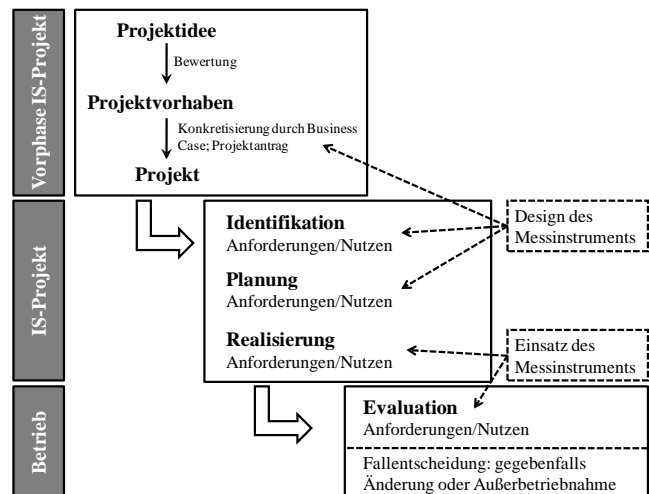 Vorphase IS-Projekt
Projektidee
Bewertung
Projektvorhaben
Konkretisierung durch Business
Case; Projektantrag
Projekt
IS-Projekt
Identifikation
Anforderungen/Nutzen
Planung
Anforderungen/Nutzen
Realisierung
Anforderungen/Nutzen
Design des
Messinstruments
Einsatz des
Messinstruments
Betrieb
Evaluation
Anforderungen/Nutzen
Fallentscheidung: gegebenfalls
Änderung oder Außerbetriebnahme